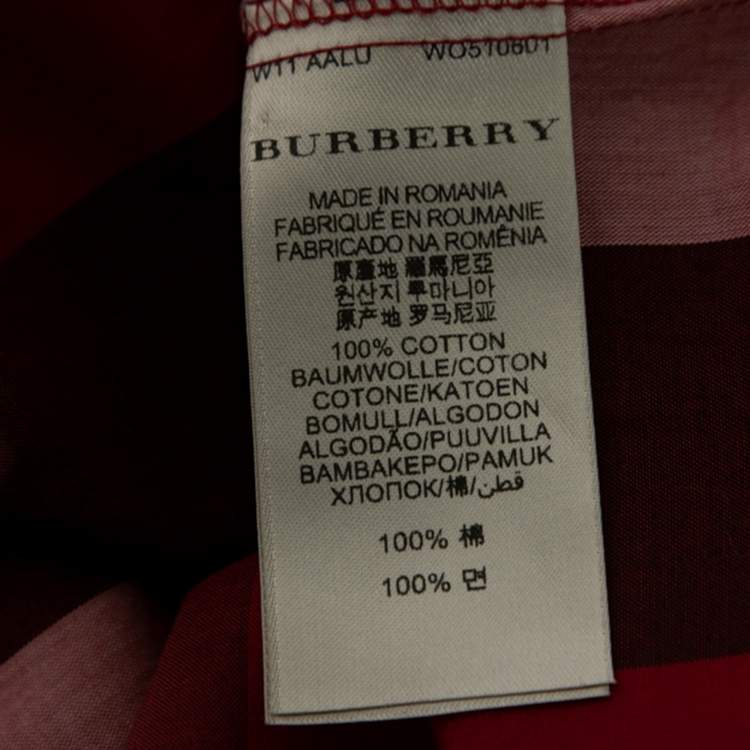 W11 AALU WO510801
BURBERRY
MADE IN ROMANIA
FABRIQUÉ EN ROUMANIE
FABRICADO NA ROMÊNIA
原產地 羅馬尼亞
원산지 루마니아
原产地 罗马尼亚
100% COTTON
BAUMWOLLE/COTON
COTONE/KATOEN
BOMULL/ALGODON
ALGODÃO/PUUVILLA
BAMBAKEPO/PAMUK
ХЛОПОК/棉/قطن
100% 棉
100% 면